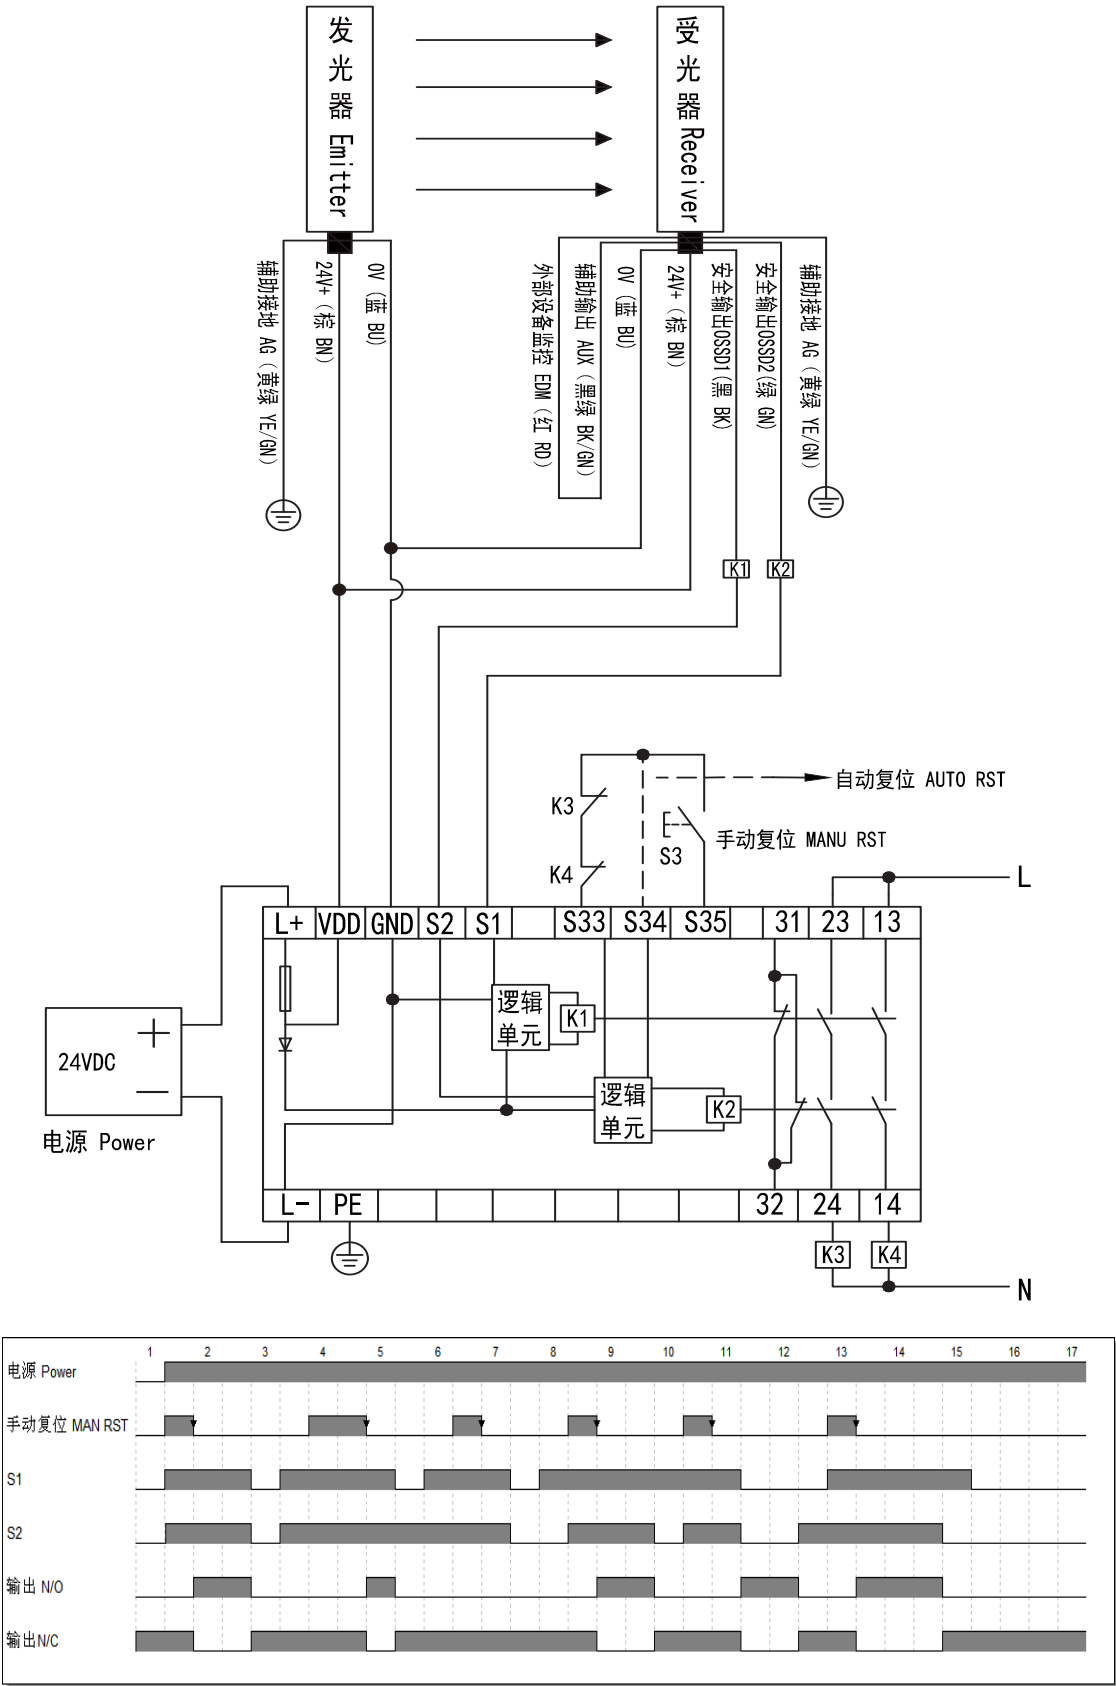 发光器 Emitter
受光器 Receiver
辅助接地 AG (黄绿 YE/GN)
24V+ (棕 BN)
0V (蓝 BU)
外部设备监控 EDM (红 RD)
辅助输出 AUX (黑绿 BK/GN)
0V (蓝 BU)
24V+ (棕 BN)
安全输出OSSD1(黑 BK)
安全输出OSSD2(绿 GN)
辅助接地 AG (黄绿 YE/GN)
K1
K2
自动复位 AUTO RST
K3
手动复位 MANU RST
S3
K4
L
L+ VDD GND S2 S1 S33 S34 S35 31 23 13
逻辑
单元
K1
24VDC
逻辑
单元
K2
电源 Power
L- PE 32 24 14
K3
K4
N
1 2 3 4 5 6 7 8 9 10 11 12 13 14 15 16 17
电源 Power
手动复位 MAN RST
S1
S2
输出 N/O
输出N/C